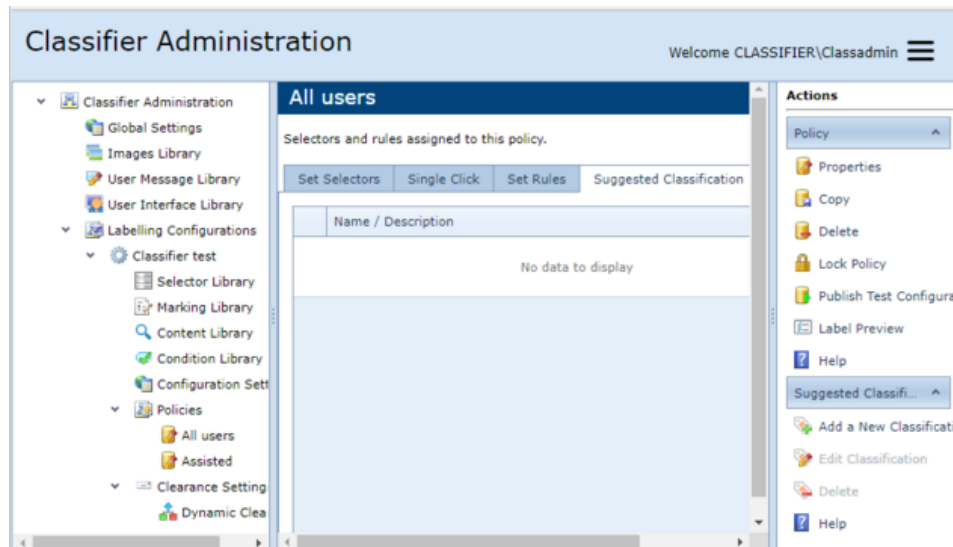 Classifier Administration
Welcome CLASSIFIER\Classadmin
Classifier Administration
Global Settings
Images Library
User Message Library
User Interface Library
Labelling Configurations
Classifier test
Selector Library
Marking Library
Content Library
Condition Library
Configuration Sett
Policies
All users
Assisted
Clearance Setting
Dynamic Clea
All users
Selectors and rules assigned to this policy.
Set Selectors Single Click Set Rules Suggested Classification
Name / Description
No data to display
Actions
Policy
Properties
Copy
Delete
Lock Policy
Publish Test Configura
Label Preview
Help
Suggested Classifi...
Add a New Classificati
Edit Classification
Delete
Help